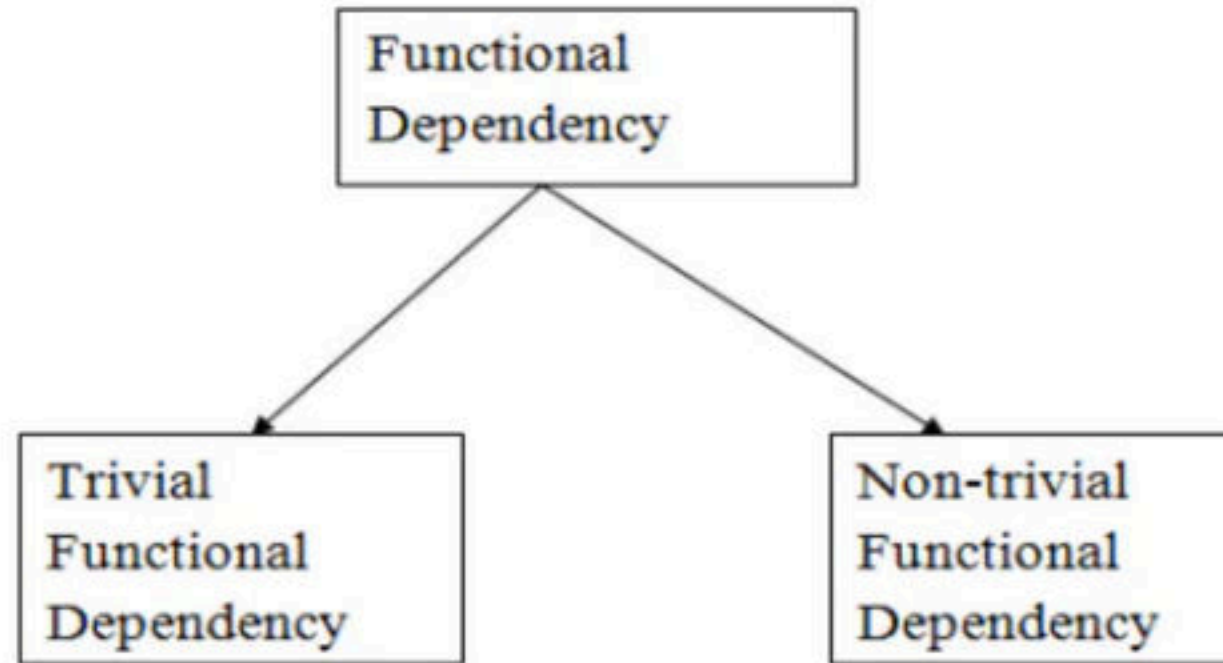 Functional
Dependency
Trivial
Functional
Dependency
Non-trivial
Functional
Dependency